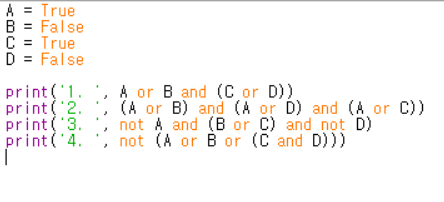 A = True
B = False
C = True
D = False
print('1. ', A or B and (C or D))
print('2. ', (A or B) and (A or D) and (A or C))
print('3. ', not A and (B or C) and not D)
print('4. ', not (A or B or (C and D)))